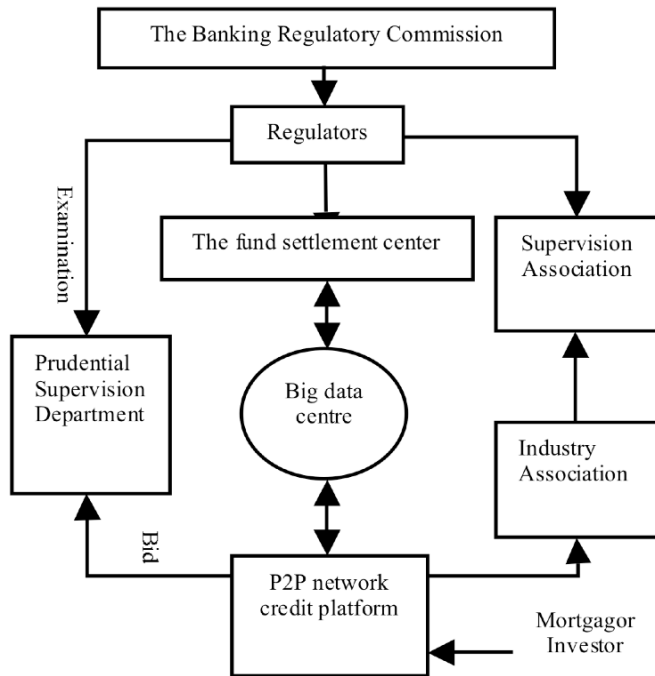 The Banking Regulatory Commission
Regulators
Examination
The fund settlement center
Supervision
Association
Prudential
Supervision
Department
Big data
centre
Industry
Association
Bid
P2P network
credit platform
Mortgagor
Investor